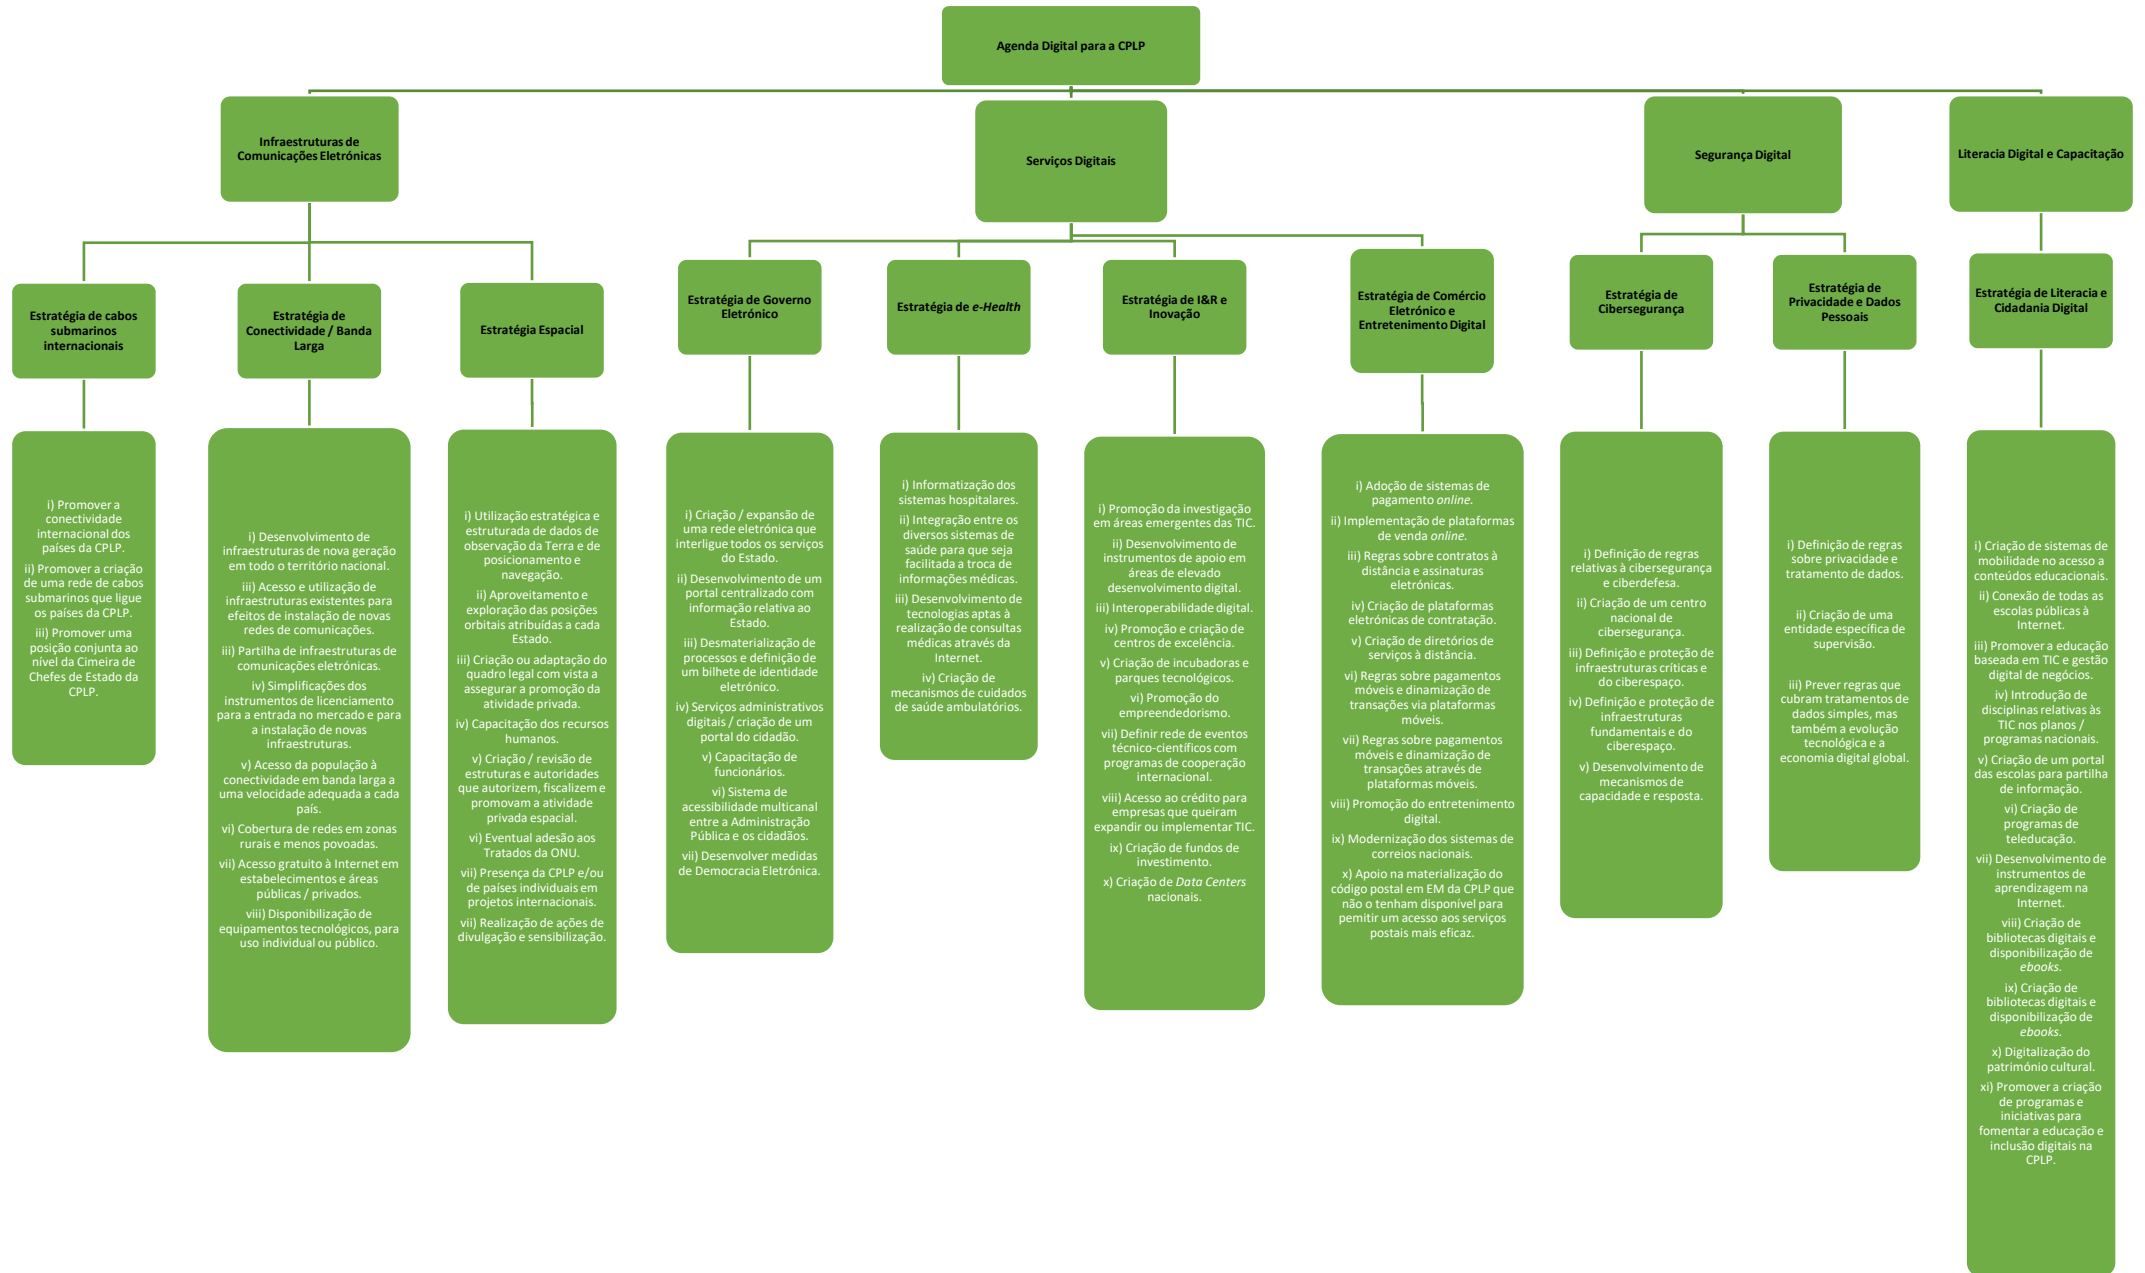 Agenda Digital para a CPLP
Infraestruturas de
Comunicações Eletrónicas
Serviços Digitais
Segurança Digital
Literacia Digital e Capacitação
Estratégia de cabos
submarinos
internacionais
Estratégia de
Conectividade / Banda
Larga
Estratégia Espacial
Estratégia de Governo
Eletrónico
Estratégia de e-Health
Estratégia de I&R e
Inovação
Estratégia de Comércio
Eletrónico e
Entretenimento Digital
Estratégia de
Cibersegurança
Estratégia de
Privacidade e Dados
Pessoais
Estratégia de Literacia e
Cidadania Digital
i) Promover a
conectividade
internacional dos
países da CPLP.
ii) Promover a criação
de uma rede de cabos
submarinos que ligue
os países da CPLP.
iii) Promover uma
posição conjunta ao
nível da Cimeira de
Chefes de Estado da
CPLP.
i) Desenvolvimento de
infraestruturas de nova geração
em todo o território nacional.
iii) Acesso e utilização de
infraestruturas existentes para
efeitos de instalação de novas
redes de comunicações.
iii) Partilha de infraestruturas de
comunicações eletrónicas.
iv) Simplificações dos
instrumentos de licenciamento
para a entrada no mercado e para
a instalação de novas
infraestruturas.
v) Acesso da população à
conectividade em banda larga a
uma velocidade adequada a cada
país.
vi) Cobertura de redes em zonas
rurais e menos povoadas.
vii) Acesso gratuito à Internet em
estabelecimentos e áreas
públicas / privados.
viii) Disponibilização de
equipamentos tecnológicos, para
uso individual ou público.
i) Utilização estratégica e
estruturada de dados de
observação da Terra e de
posicionamento e
navegação.
ii) Aproveitamento e
exploração das posições
orbitais atribuídas a cada
Estado.
iii) Criação ou adaptação do
quadro legal com vista a
assegurar a promoção da
atividade privada.
iv) Capacitação dos recursos
humanos.
v) Criação / revisão de
estruturas e autoridades
que autorizem, fiscalizem e
promovam a atividade
privada espacial.
vi) Eventual adesão aos
Tratados da ONU.
vii) Presença da CPLP e/ou
de países individuais em
projetos internacionais.
vii) Realização de ações de
divulgação e sensibilização.
i) Criação / expansão de
uma rede eletrónica que
interligue todos os serviços
do Estado.
ii) Desenvolvimento de um
portal centralizado com
informação relativa ao
Estado.
iii) Desmaterialização de
processos e definição de
um bilhete de identidade
eletrónico.
iv) Serviços administrativos
digitais / criação de um
portal do cidadão.
v) Capacitação de
funcionários.
vi) Sistema de
acessibilidade multicanal
entre a Administração
Pública e os cidadãos.
vii) Desenvolver medidas
de Democracia Eletrónica.
i) Informatização dos
sistemas hospitalares.
ii) Integração entre os
diversos sistemas de
saúde para que seja
facilitada a troca de
informações médicas.
iii) Desenvolvimento de
tecnologias aptas à
realização de consultas
médicas através da
Internet.
iv) Criação de
mecanismos de cuidados
de saúde ambulatórios.
i) Promoção da investigação
em áreas emergentes das TIC.
ii) Desenvolvimento de
instrumentos de apoio em
áreas de elevado
desenvolvimento digital.
iii) Interoperabilidade digital.
iv) Promoção e criação de
centros de excelência.
v) Criação de incubadoras e
parques tecnológicos.
vi) Promoção do
empreendedorismo.
vii) Definir rede de eventos
técnico-científicos com
programas de cooperação
internacional.
viii) Acesso ao crédito para
empresas que queiram
expandir ou implementar TIC.
ix) Criação de fundos de
investimento.
x) Criação de Data Centers
nacionais.
i) Adoção de sistemas de
pagamento online.
ii) Implementação de plataformas
de venda online.
iii) Regras sobre contratos à
distância e assinaturas
eletrónicas.
iv) Criação de plataformas
eletrónicas de contratação.
v) Criação de diretórios de
serviços à distância.
vi) Regras sobre pagamentos
móveis e dinamização de
transações via plataformas
móveis.
vii) Regras sobre pagamentos
móveis e dinamização de
transações através de
plataformas móveis.
viii) Promoção do entretenimento
digital.
ix) Modernização dos sistemas de
correios nacionais.
x) Apoio na materialização do
código postal em EM da CPLP que
não o tenham disponível para
pemitir um acesso aos serviços
postais mais eficaz.
i) Definição de regras
relativas à cibersegurança
e ciberdefesa.
ii) Criação de um centro
nacional de
cibersegurança.
iii) Definição e proteção de
infraestruturas críticas e
do ciberespaço.
iv) Definição e proteção de
infraestruturas
fundamentais e do
ciberespaço.
v) Desenvolvimento de
mecanismos de
capacidade e resposta.
i) Definição de regras
sobre privacidade e
tratamento de dados.
ii) Criação de uma
entidade específica de
supervisão.
iii) Prever regras que
cubram tratamentos de
dados simples, mas
também a evolução
tecnológica e a
economia digital global.
i) Criação de sistemas de
mobilidade no acesso a
conteúdos educacionais.
ii) Conexão de todas as
escolas públicas à
Internet.
iii) Promover a educação
baseada em TIC e gestão
digital de negócios.
iv) Introdução de
disciplinas relativas às
TIC nos planos /
programas nacionais.
v) Criação de um portal
das escolas para partilha
de informação.
vi) Criação de
programas de
teleducação.
vii) Desenvolvimento de
instrumentos de
aprendizagem na
Internet.
viii) Criação de
bibliotecas digitais e
disponibilização de
ebooks.
ix) Criação de
bibliotecas digitais e
disponibilização de
ebooks.
x) Digitalização do
património cultural.
xi) Promover a criação
de programas e
iniciativas para
fomentar a educação e
inclusão digitais na
CPLP.